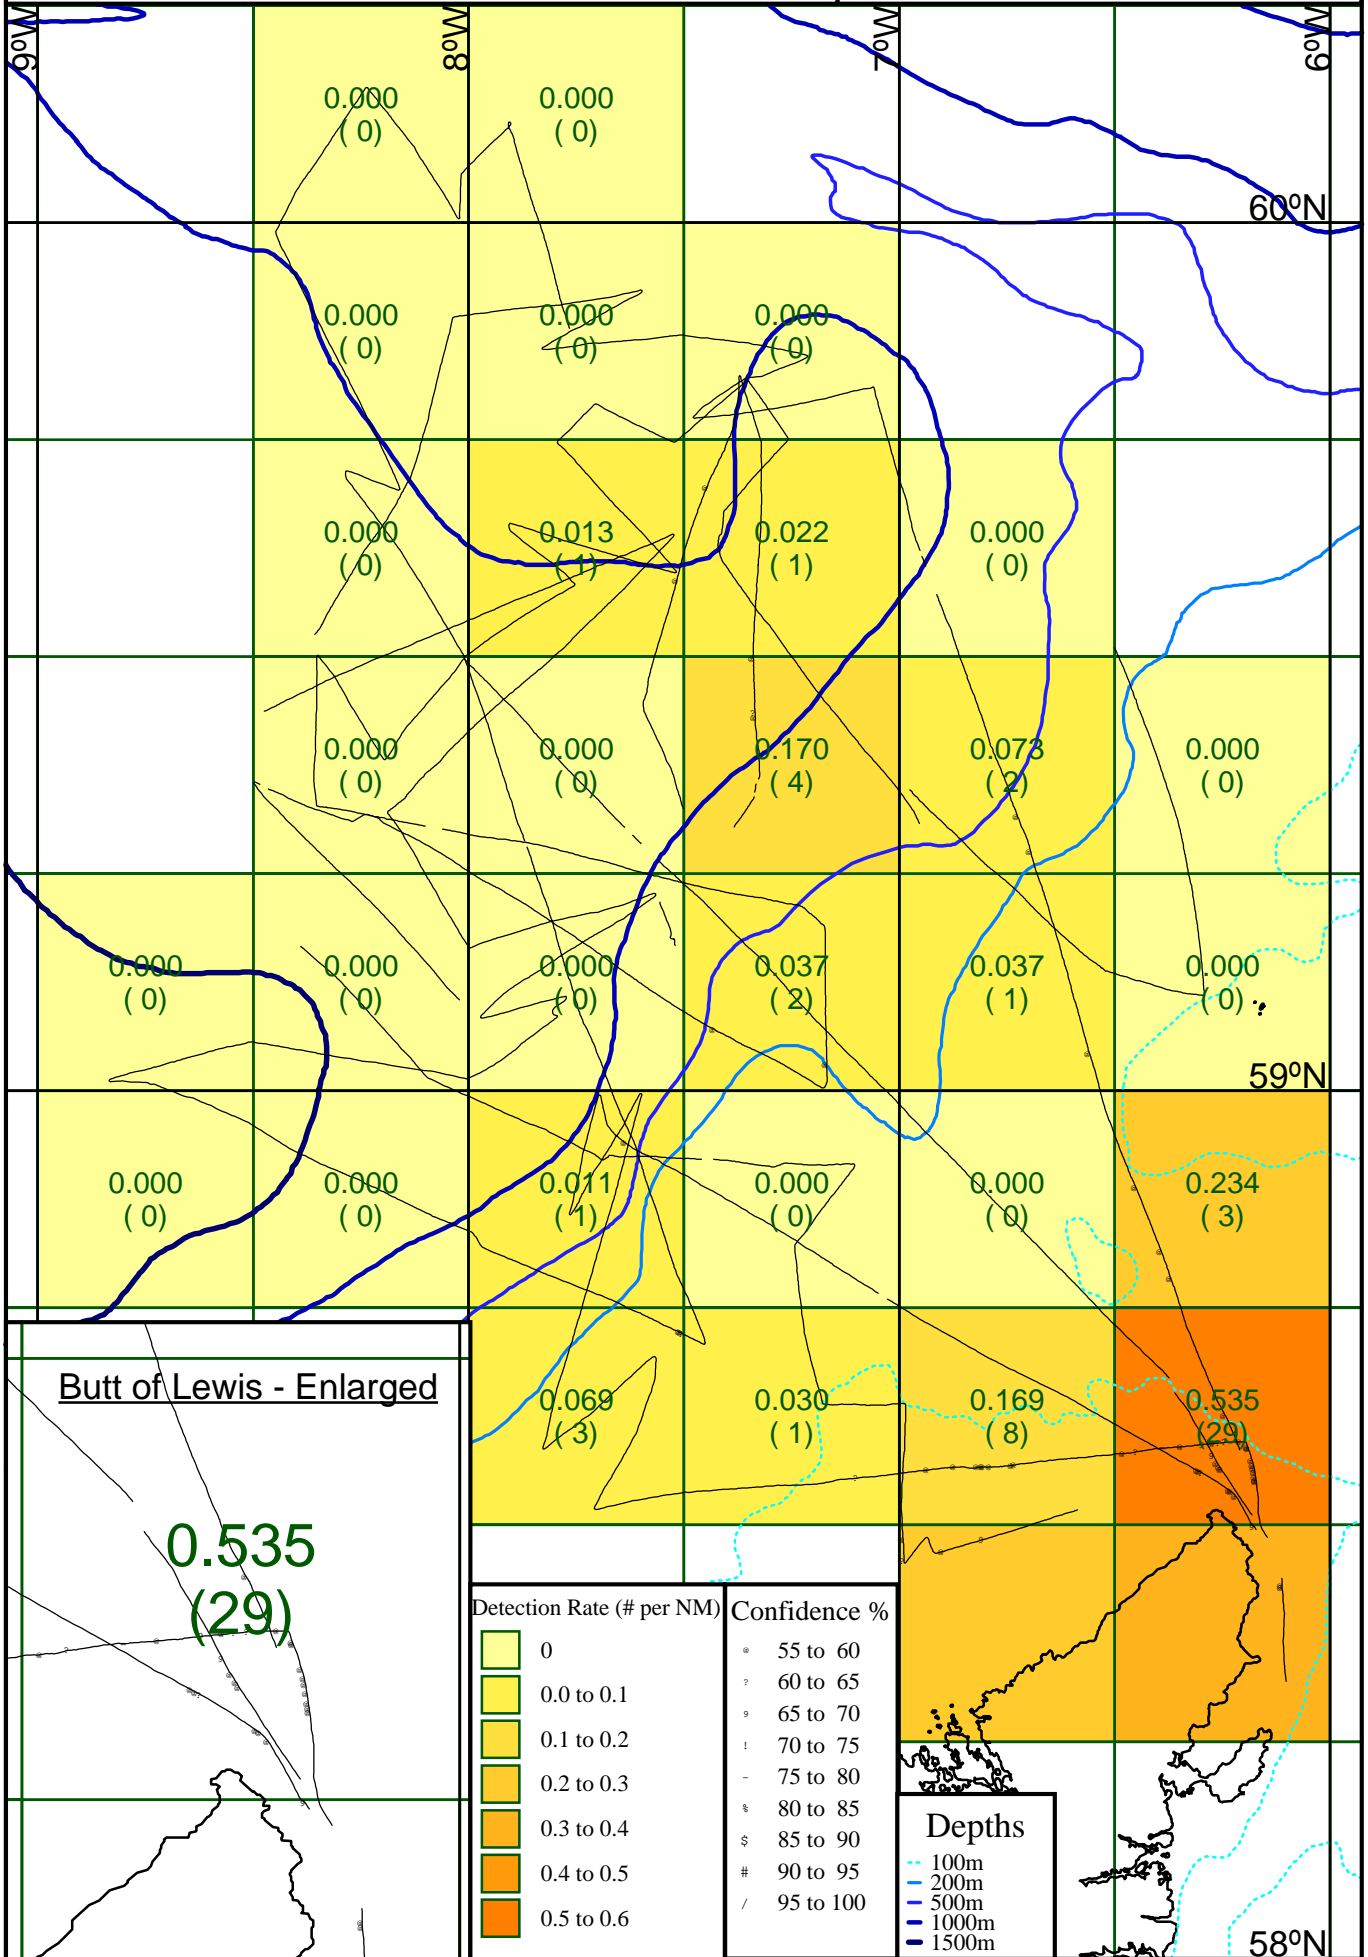 9ºW
8ºW
7ºW
6ºW
0.000
( 0)
0.000
( 0)
60ºN
0.000
( 0)
0.000
( 0)
0.000
( 0)
0.000
( 0)
0.013
( 1)
0.022
( 1)
0.000
( 0)
0.000
( 0)
0.000
( 0)
0.170
( 4)
0.073
( 2)
0.000
( 0)
0.000
( 0)
0.000
( 0)
0.000
( 0)
0.037
( 2)
0.037
( 1)
0.000
( 0)
59ºN
0.000
( 0)
0.000
( 0)
0.011
( 1)
0.000
( 0)
0.000
( 0)
0.234
( 3)
0.069
( 3)
0.030
( 1)
0.169
( 8)
0.535
(29)
Butt of Lewis - Enlarged
0.535
(29)
Detection Rate (# per NM)
0
0.0 to 0.1
0.1 to 0.2
0.2 to 0.3
0.3 to 0.4
0.4 to 0.5
0.5 to 0.6
Confidence %
@ 55 to 60
? 60 to 65
9 65 to 70
! 70 to 75
- 75 to 80
% 80 to 85
$ 85 to 90
# 90 to 95
/ 95 to 100
Depths
100m
200m
500m
1000m
1500m
58ºN